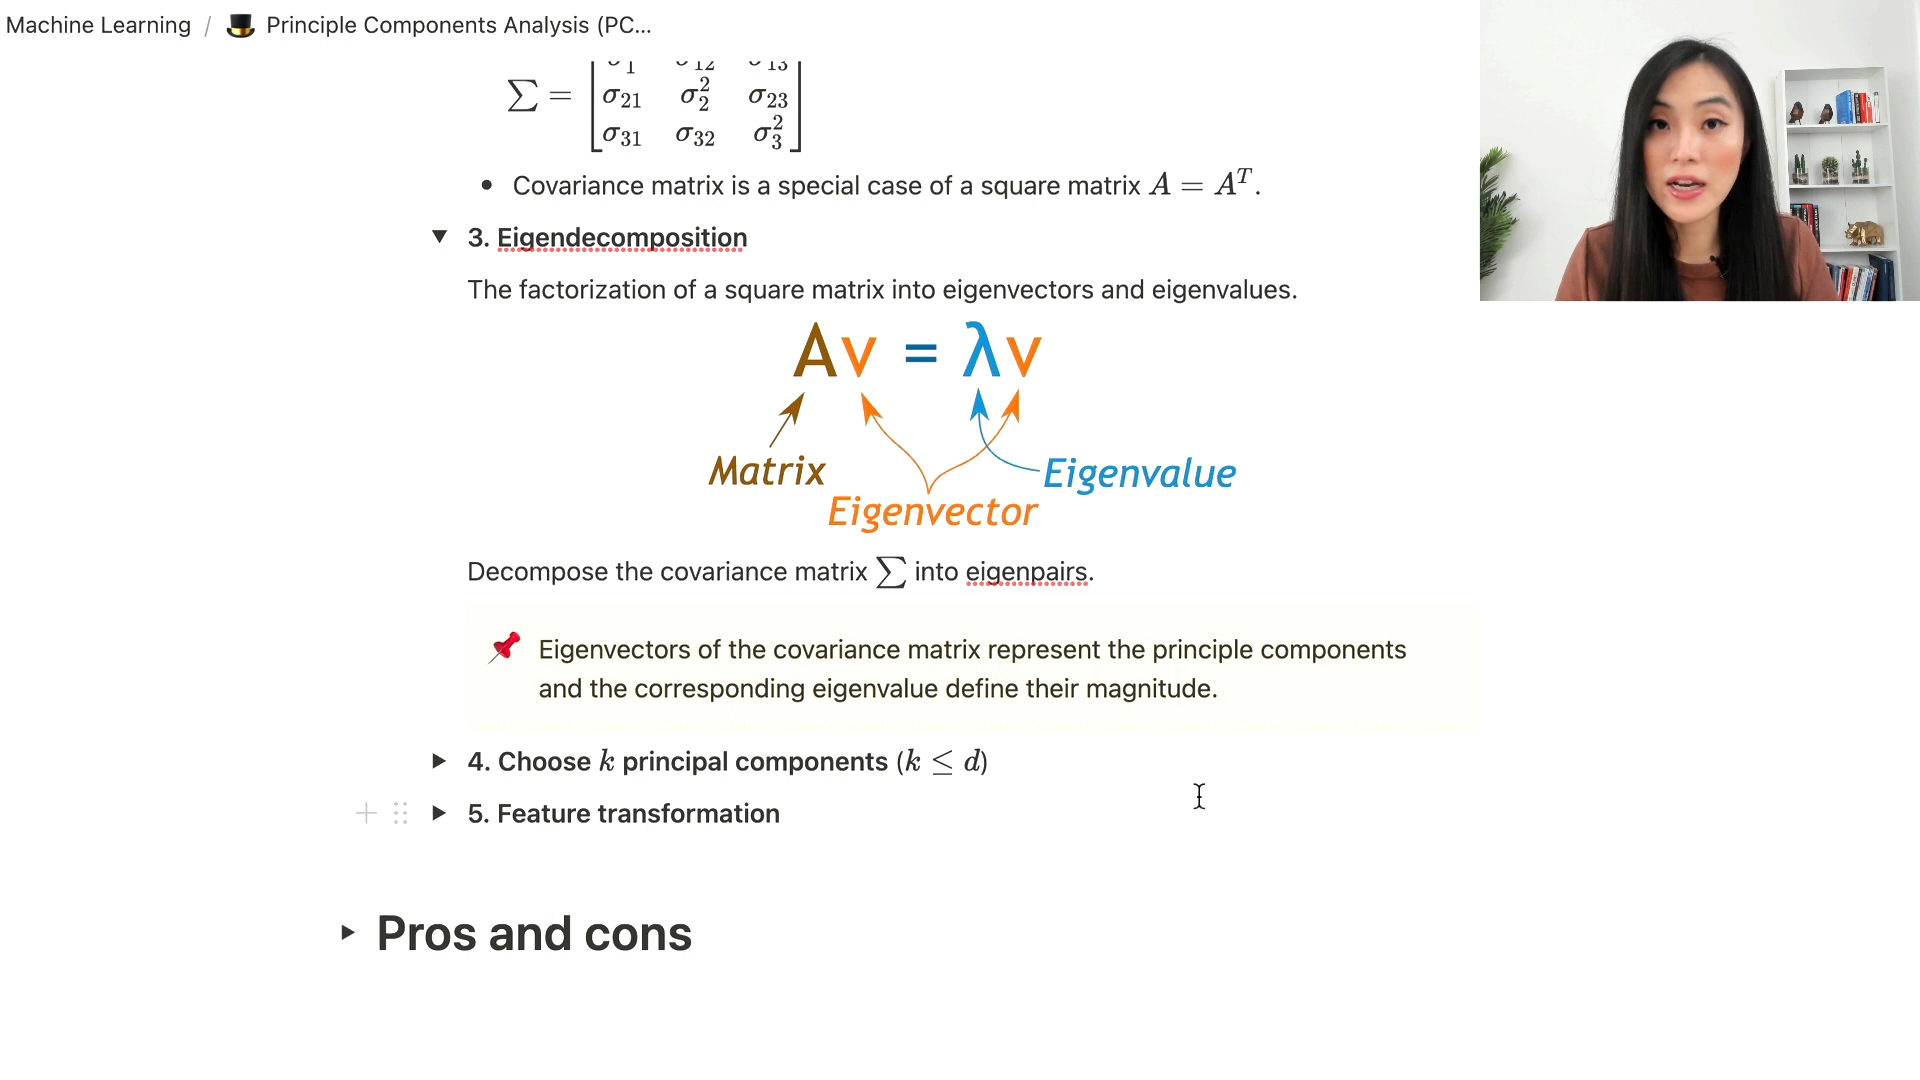 Machine Learning / 🎩 Principle Components Analysis (PC...
∑ = [σ21 σ2² σ23
σ31 σ32 σ3²]
• Covariance matrix is a special case of a square matrix A = Aᵀ.
▼ 3. Eigendecomposition
The factorization of a square matrix into eigenvectors and eigenvalues.
Av = λv
Matrix
Eigenvalue
Eigenvector
Decompose the covariance matrix ∑ into eigenpairs.
📌 Eigenvectors of the covariance matrix represent the principle components
and the corresponding eigenvalue define their magnitude.
▶ 4. Choose k principal components (k ≤ d)
▶ 5. Feature transformation
▶ Pros and cons